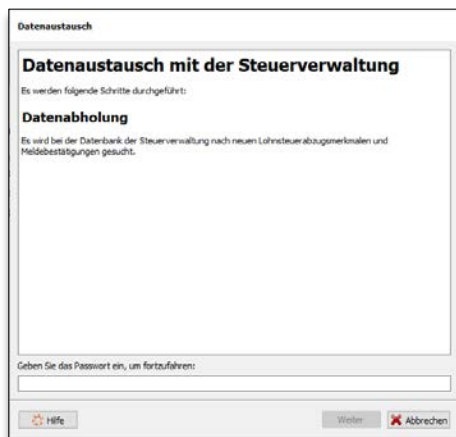 Datenaustausch
Datenaustausch mit der Steuerverwaltung
Es werden folgende Schritte durchgeführt:
Datenabholung
Es wird bei der Datenbank der Steuerverwaltung nach neuen Lohnsteuerabzugsmerkmalen und
Meldebestätigungen gesucht.
Geben Sie das Passwort ein, um fortzufahren:
Hilfe
Weiter
Abbrechen